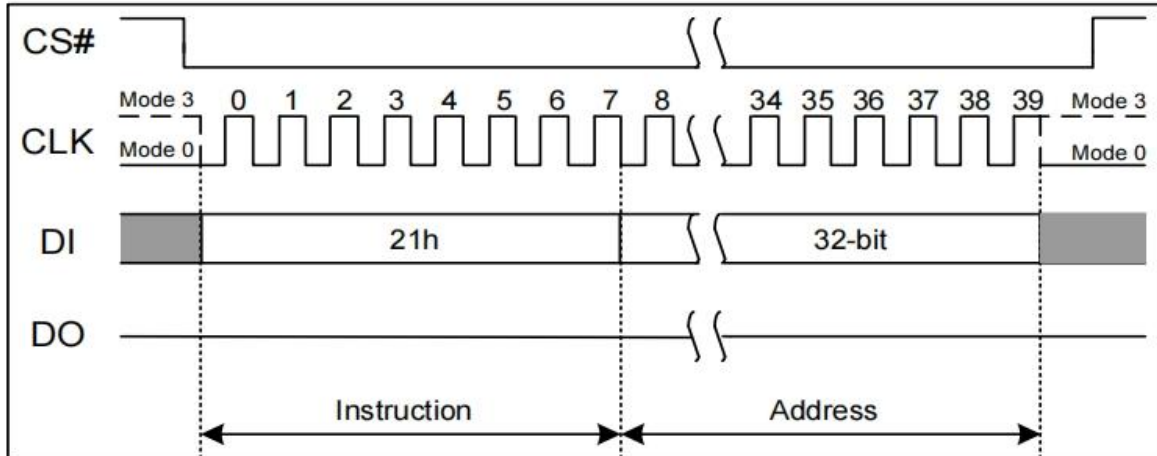 CS#
Mode 3 0 1 2 3 4 5 6 7 8 34 35 36 37 38 39 Mode 3
CLK
Mode 0 Mode 0
DI 21h 32-bit
DO
Instruction Address